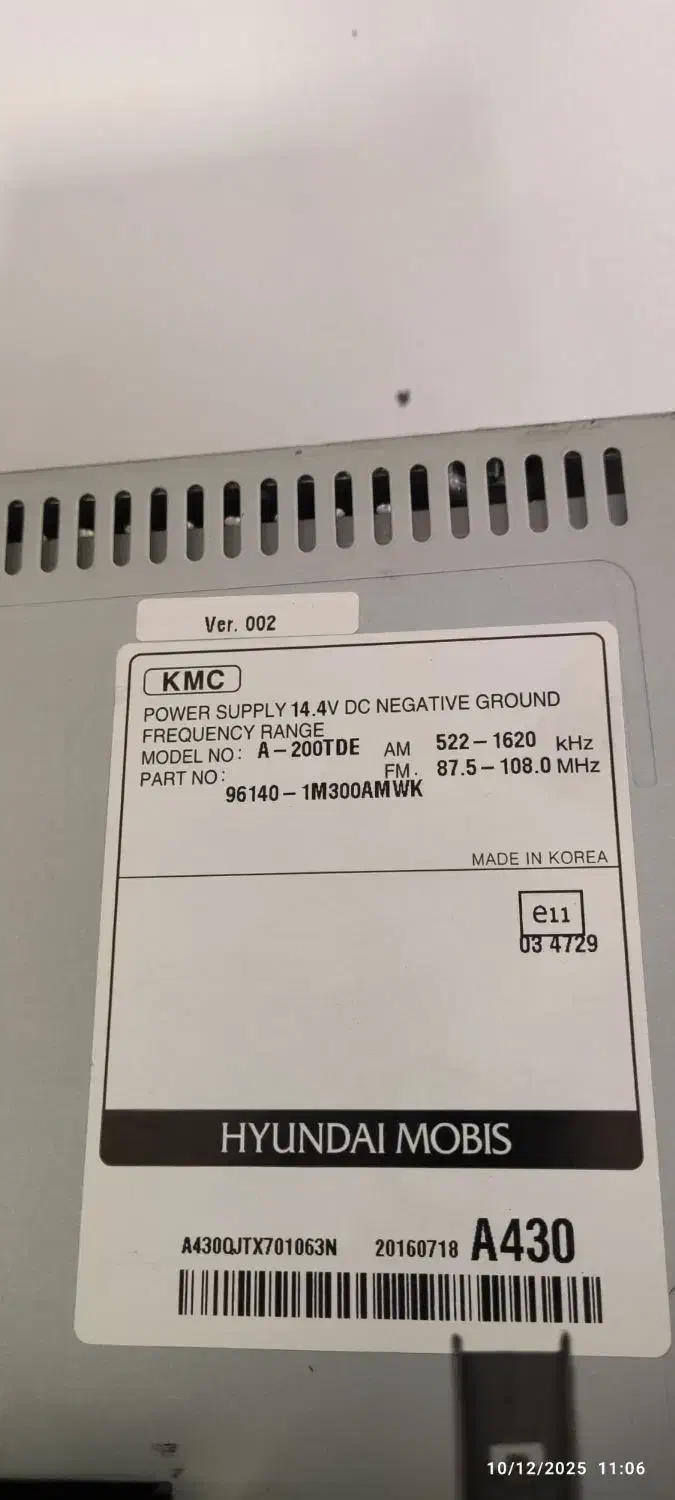 Ver. 002
KMC
POWER SUPPLY 14.4V DC NEGATIVE GROUND
FREQUENCY RANGE
MODEL NO: A-200TDE AM 522-1620 kHz
PART NO: FM. 87.5-108.0 MHz
96140-1M300AMWK
MADE IN KOREA
e11
03 4729
HYUNDAI MOBIS
A430QJTX701063N 20160718 A430
10/12/2025 11:06